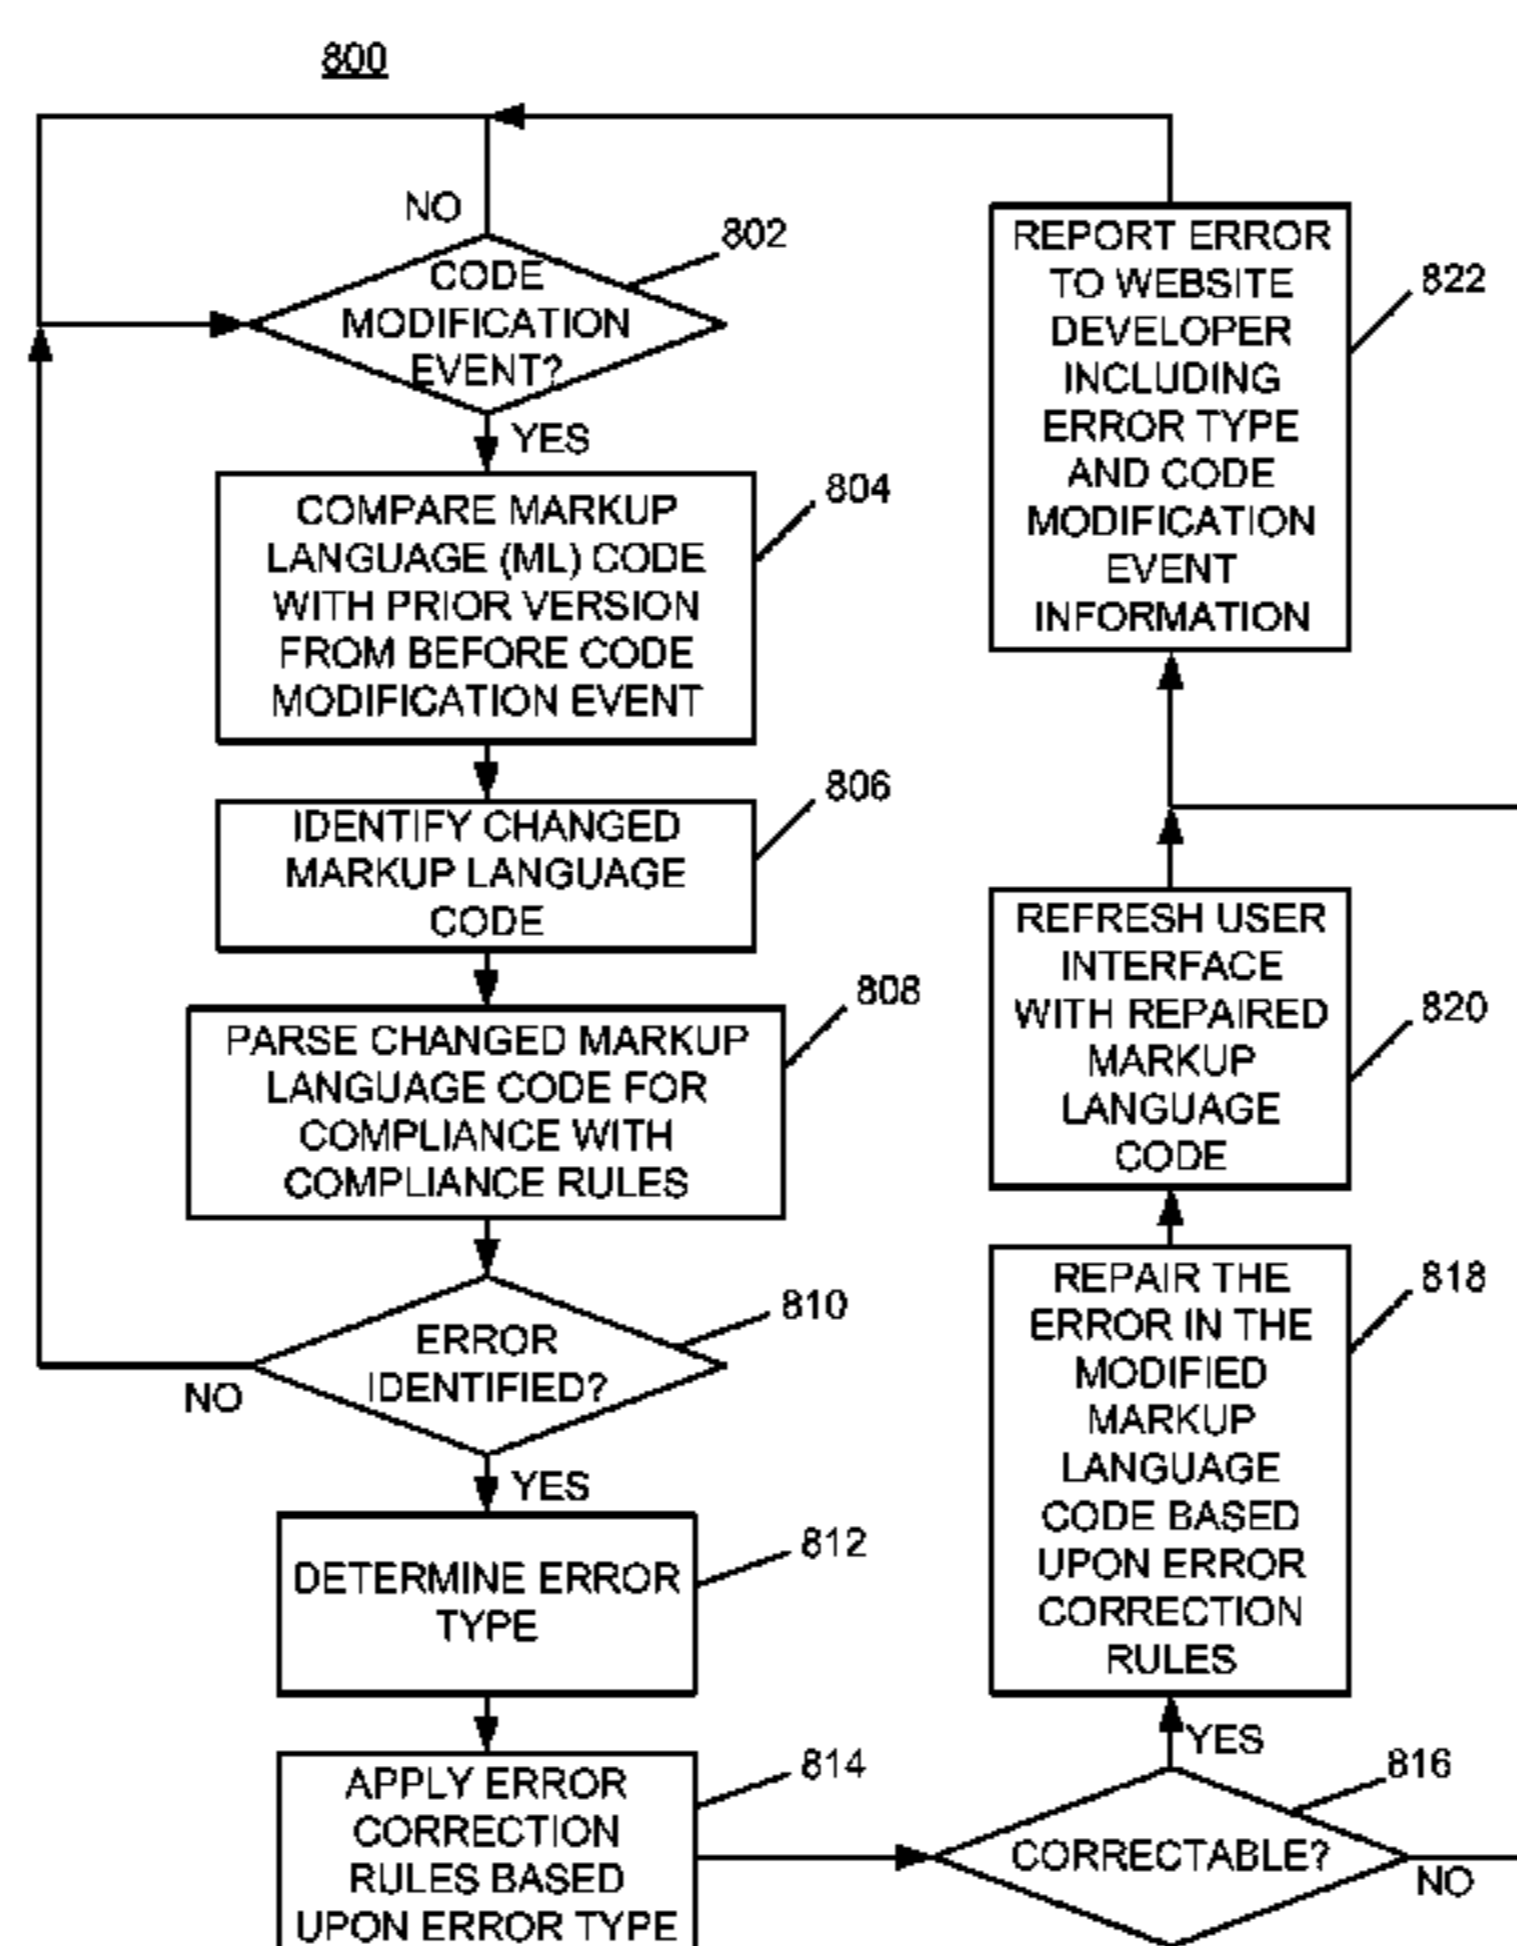 800
NO
802
CODE
MODIFICATION
EVENT?
YES
804
COMPARE MARKUP
LANGUAGE (ML) CODE
WITH PRIOR VERSION
FROM BEFORE CODE
MODIFICATION EVENT
806
IDENTIFY CHANGED
MARKUP LANGUAGE
CODE
808
PARSE CHANGED MARKUP
LANGUAGE CODE FOR
COMPLIANCE WITH
COMPLIANCE RULES
810
ERROR
IDENTIFIED?
NO
YES
812
DETERMINE ERROR
TYPE
814
APPLY ERROR
CORRECTION
RULES BASED
UPON ERROR TYPE
816
CORRECTABLE?
NO
YES
818
REPAIR THE
ERROR IN THE
MODIFIED
MARKUP
LANGUAGE
CODE BASED
UPON ERROR
CORRECTION
RULES
820
REFRESH USER
INTERFACE
WITH REPAIRED
MARKUP
LANGUAGE
CODE
822
REPORT ERROR
TO WEBSITE
DEVELOPER
INCLUDING
ERROR TYPE
AND CODE
MODIFICATION
EVENT
INFORMATION